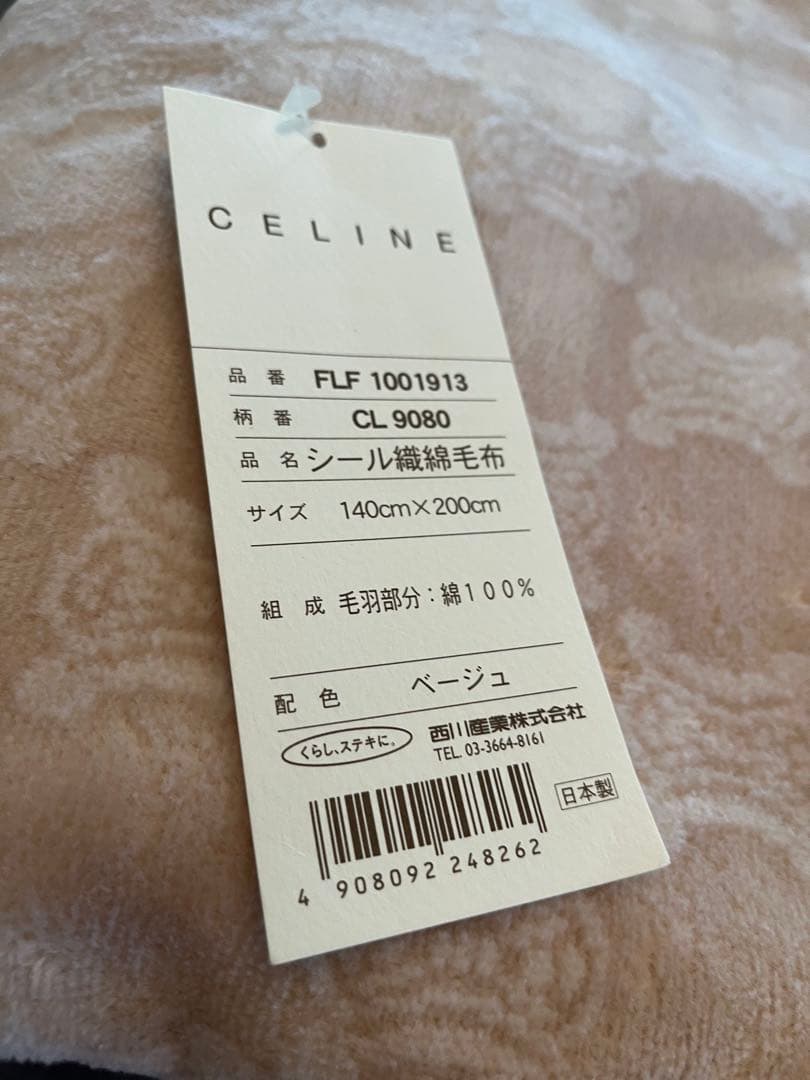 CELINE
品番 FLF 1001913
柄番 CL 9080
品名 シール織綿毛布
サイズ 140cm×200cm
組成 毛羽部分:綿100%
配色 ベージュ
くらし、ステキに。 西川産業株式会社
TEL. 03-3664-8161
日本製
4 908092 248262